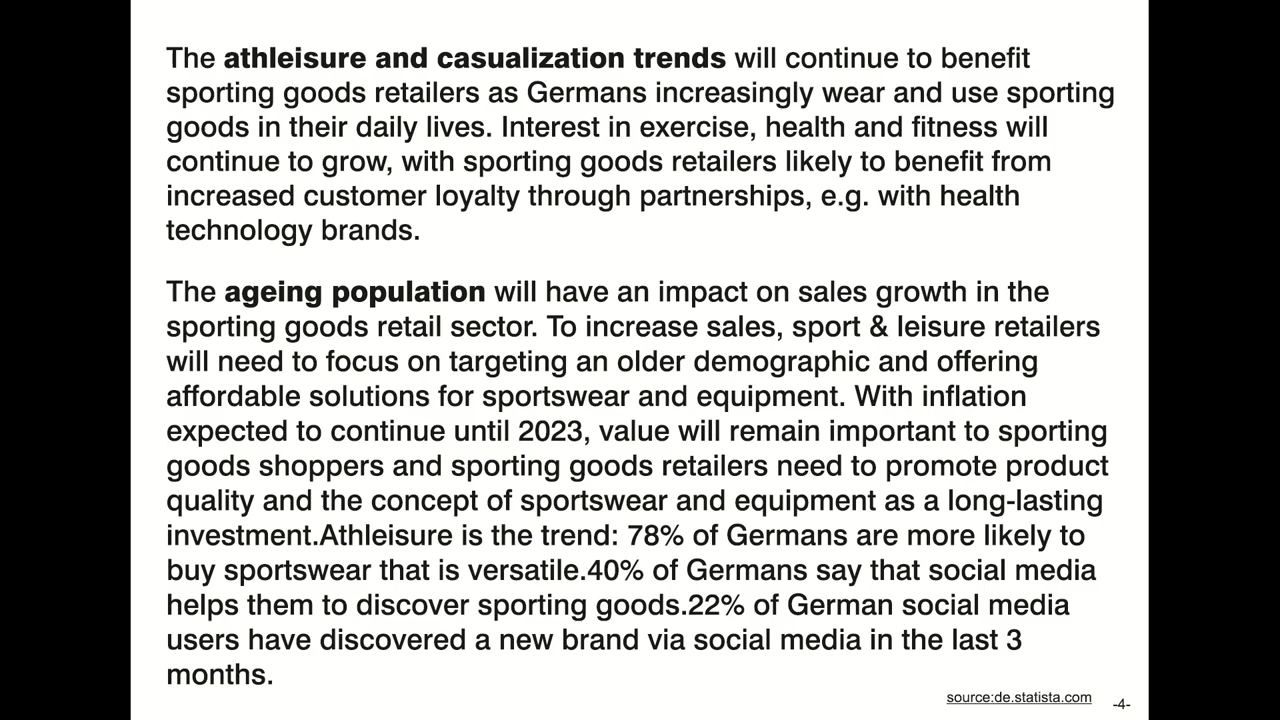 The athleisure and casualization trends will continue to benefit
sporting goods retailers as Germans increasingly wear and use sporting
goods in their daily lives. Interest in exercise, health and fitness will
continue to grow, with sporting goods retailers likely to benefit from
increased customer loyalty through partnerships, e.g. with health
technology brands.
The ageing population will have an impact on sales growth in the
sporting goods retail sector. To increase sales, sport & leisure retailers
will need to focus on targeting an older demographic and offering
affordable solutions for sportswear and equipment. With inflation
expected to continue until 2023, value will remain important to sporting
goods shoppers and sporting goods retailers need to promote product
quality and the concept of sportswear and equipment as a long-lasting
investment.Athleisure is the trend: 78% of Germans are more likely to
buy sportswear that is versatile.40% of Germans say that social media
helps them to discover sporting goods.22% of German social media
users have discovered a new brand via social media in the last 3
months.
source:de.statista.com
-4-